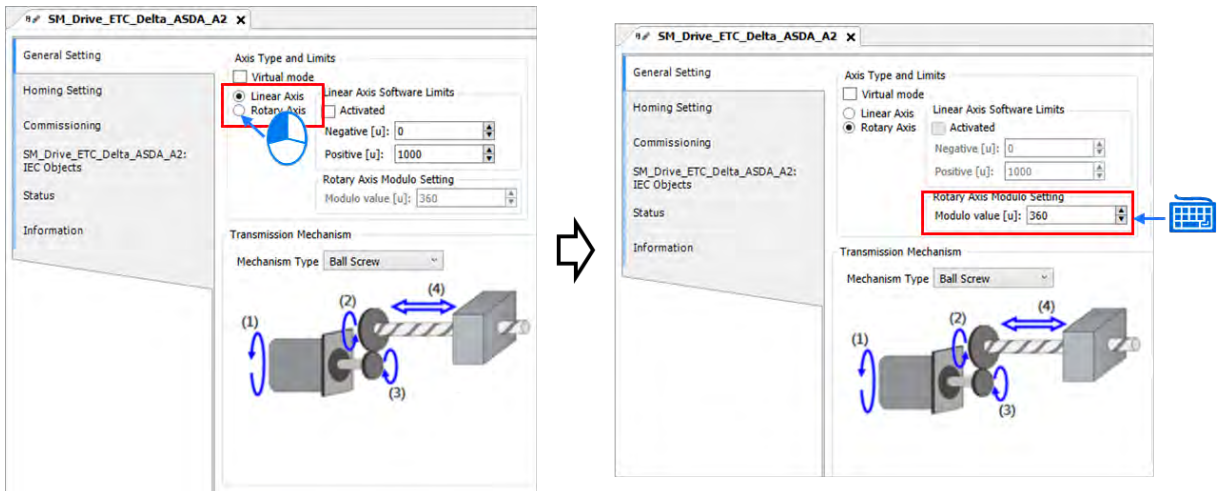 SM_Drive_ETC_Delta_ASDA_A2 X
General Setting
Homing Setting
Commissioning
SM_Drive_ETC_Delta_ASDA_A2:
IEC Objects
Status
Information
Axis Type and Limits
Virtual mode
Linear Axis
Rotary Axis
Linear Axis Software Limits
Activated
Negative [u]: 0
Positive [u]: 1000
Rotary Axis Modulo Setting
Modulo value [u]: 360
Transmission Mechanism
Mechanism Type Ball Screw
(1)
(2)
(4)
(3)
SM_Drive_ETC_Delta_ASDA_A2 X
General Setting
Homing Setting
Commissioning
SM_Drive_ETC_Delta_ASDA_A2:
IEC Objects
Status
Information
Axis Type and Limits
Virtual mode
Linear Axis
Rotary Axis
Linear Axis Software Limits
Activated
Negative [u]: 0
Positive [u]: 1000
Rotary Axis Modulo Setting
Modulo value [u]: 360
Transmission Mechanism
Mechanism Type Ball Screw
(1)
(2)
(4)
(3)